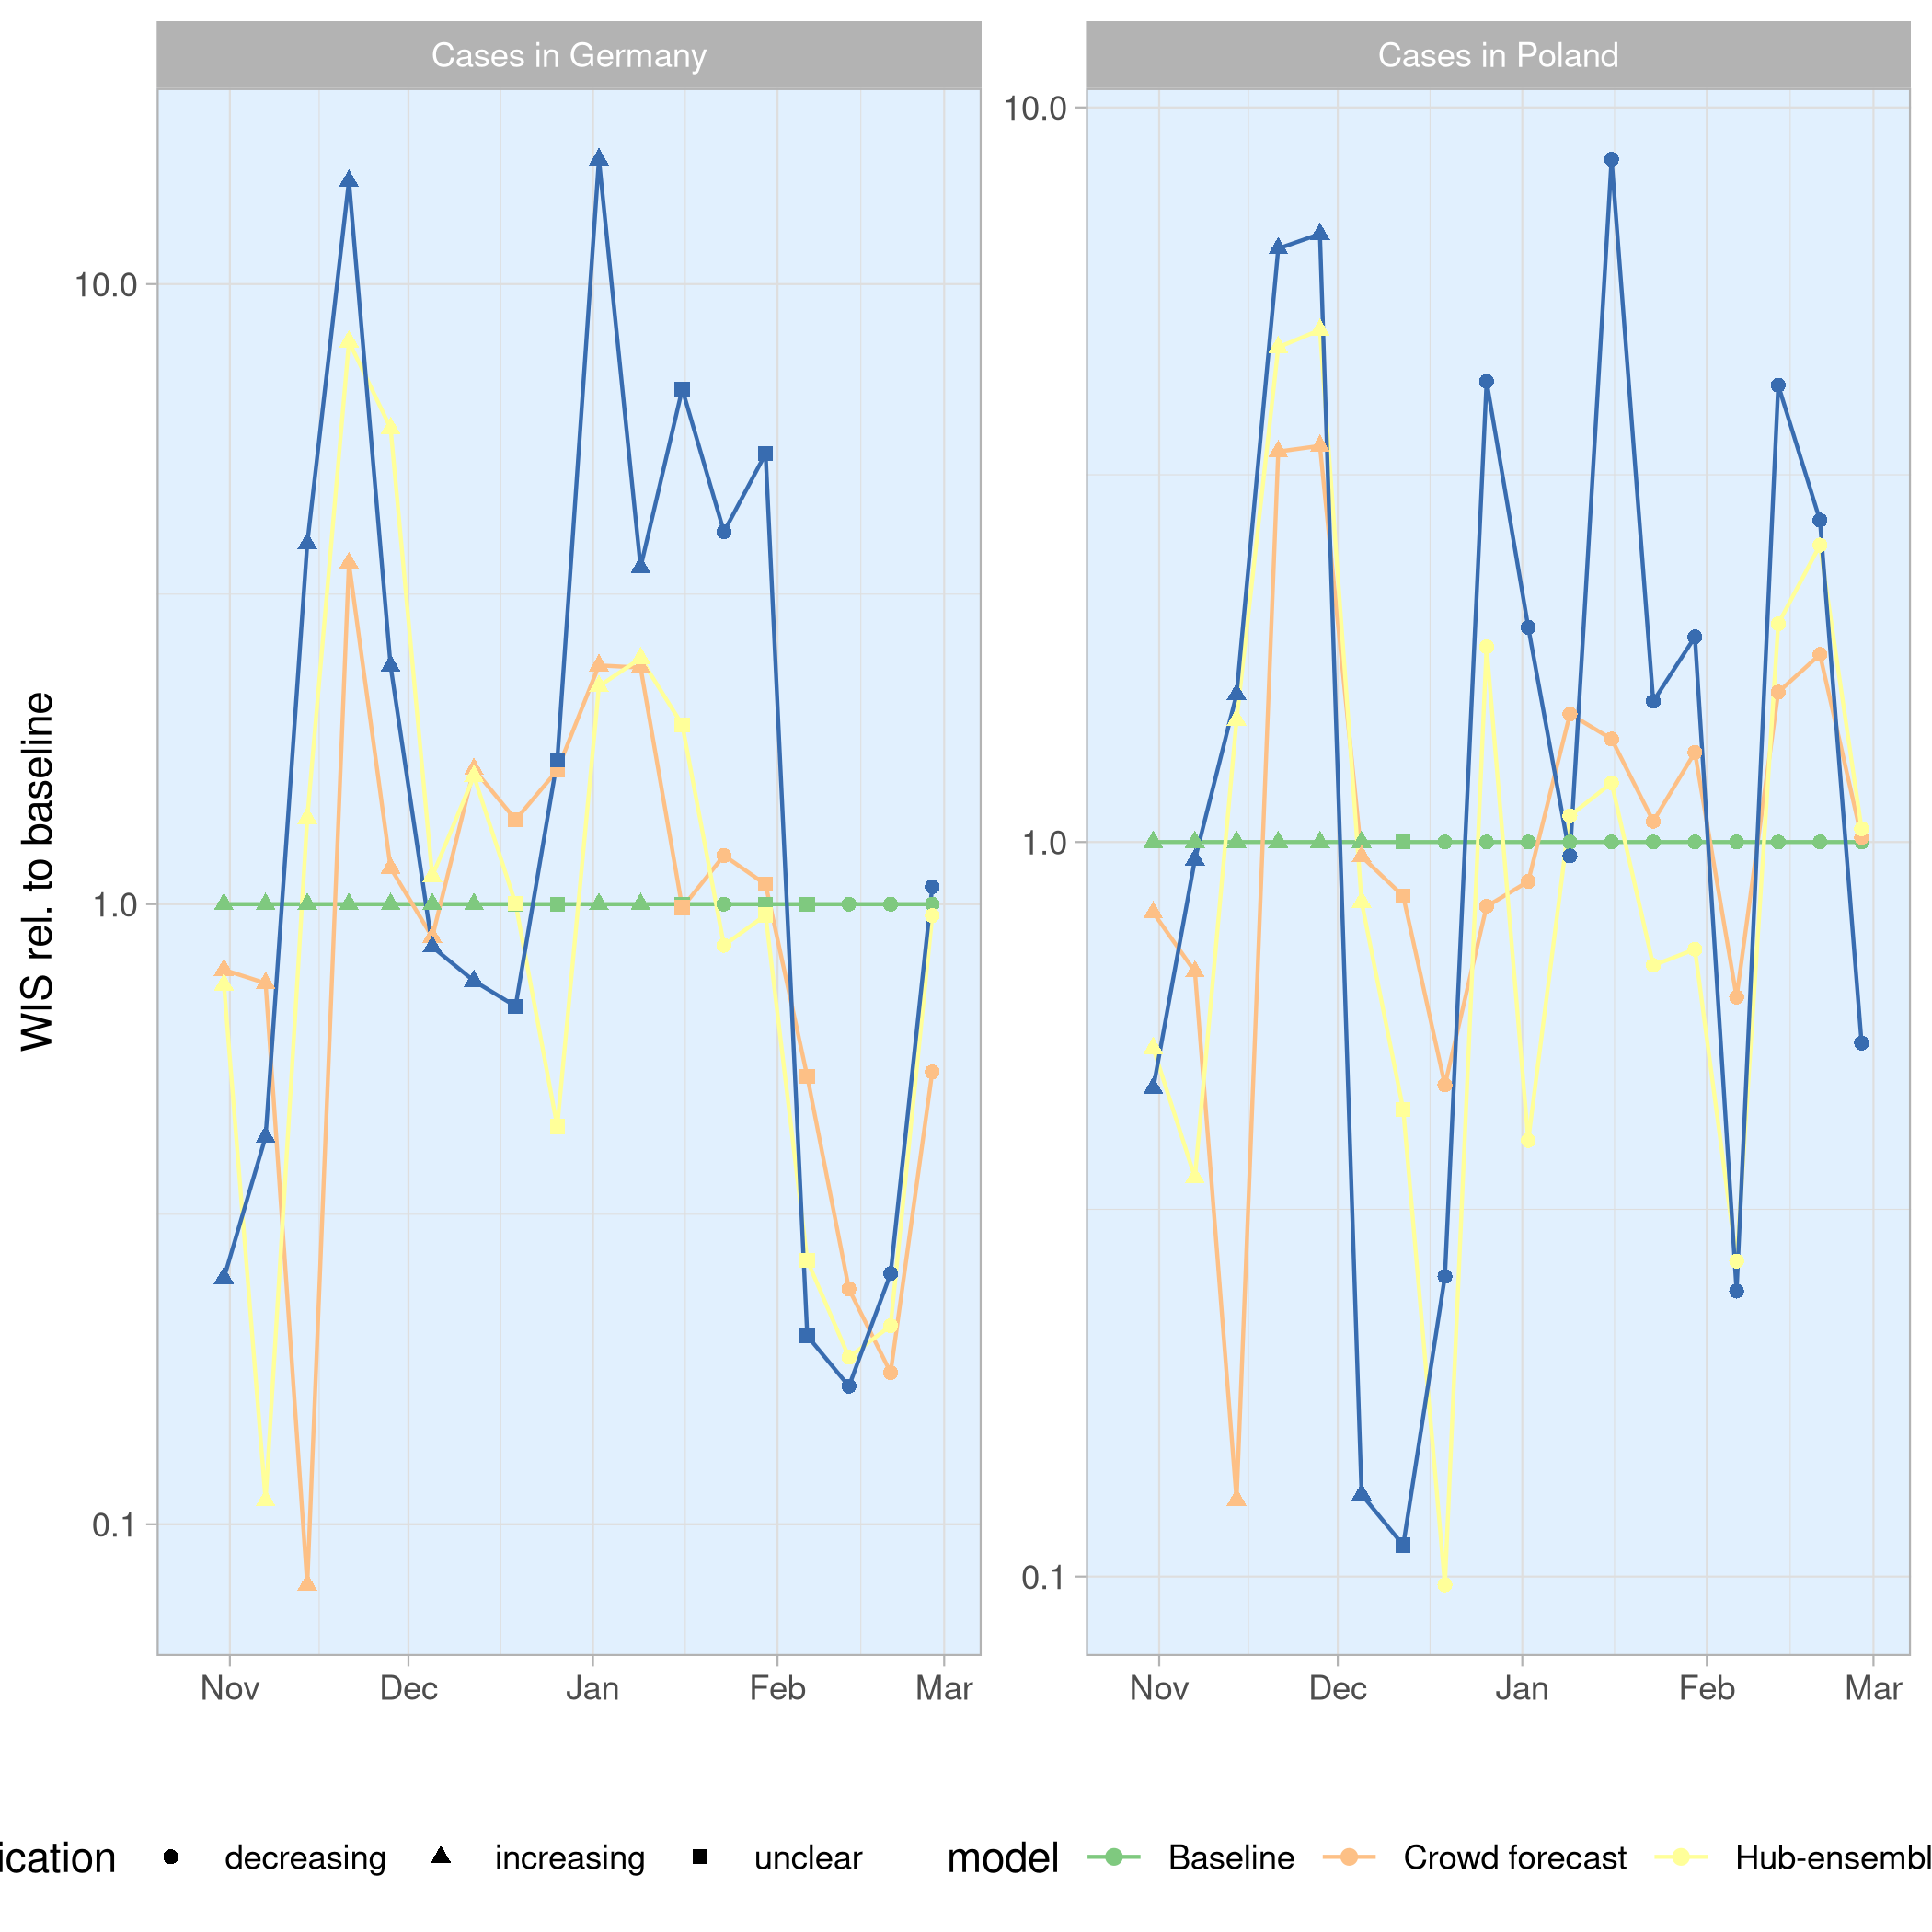 Cases in Germany
Cases in Poland
WIS rel. to baseline
10.0
1.0
0.1
10.0
1.0
0.1
Nov Dec Jan Feb Mar
Nov Dec Jan Feb Mar
ication decreasing increasing unclear model Baseline Crowd forecast Hub-ensembl